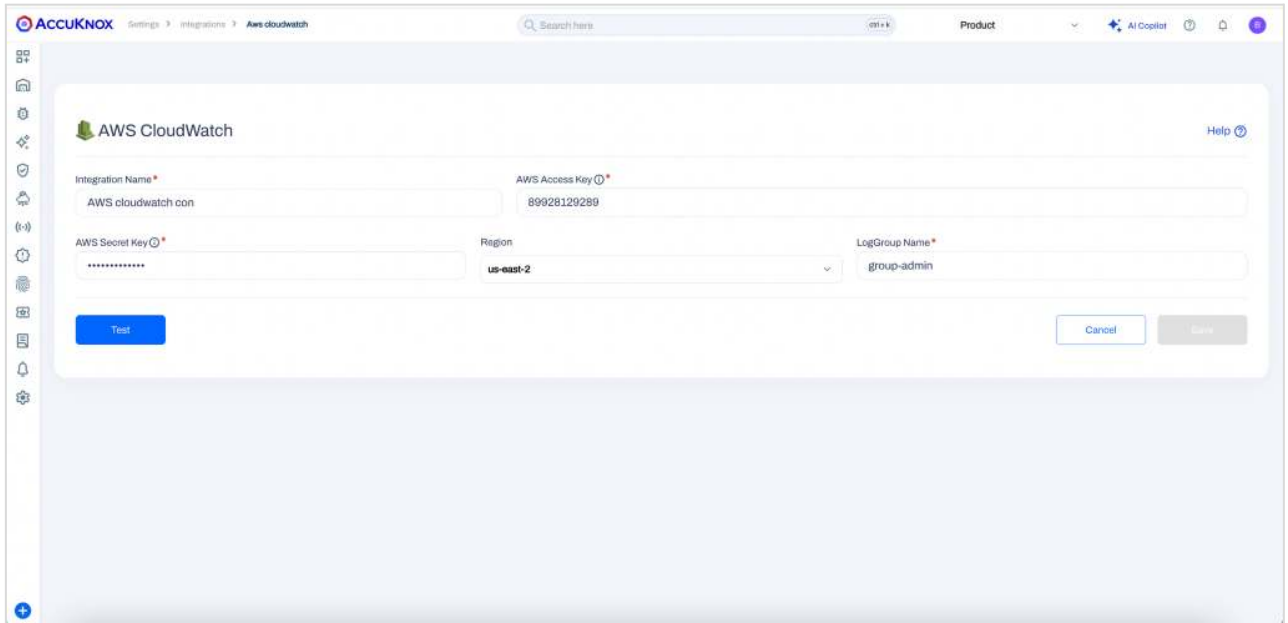 ACCUKNOX Settings > Integrations > Aws cloudwatch Search here ctrl + k Product AI Copilot
AWS CloudWatch Help
Integration Name* AWS Access Key*
AWS cloudwatch con 89928129289
AWS Secret Key* Region LogGroup Name*
•••••••••••••  us-east-2 group-admin
Test Cancel Save